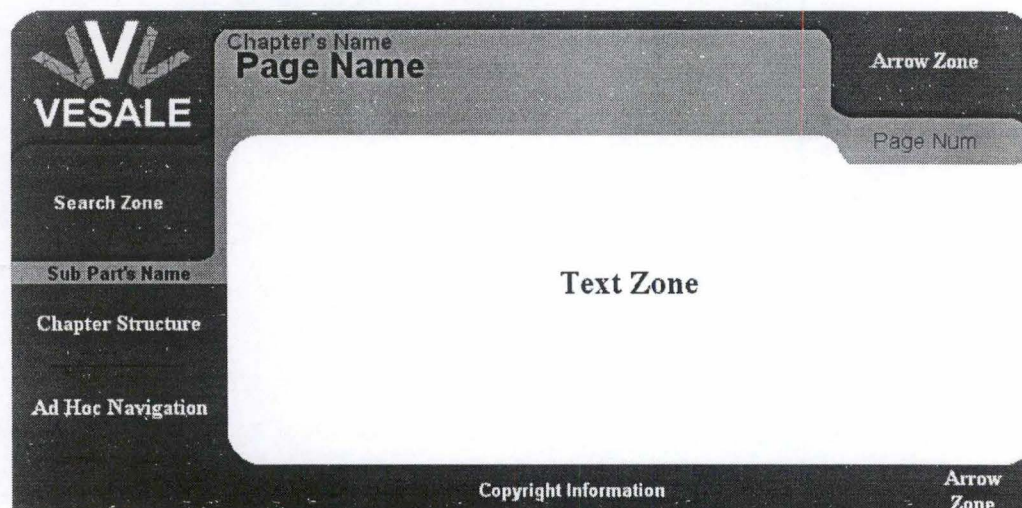 VESALE
Chapter's Name
Page Name
Arrow Zone
Page Num
Search Zone
Sub Part's Name
Text Zone
Chapter Structure
Ad Hoc Navigation
Copyright Information
Arrow
Zone